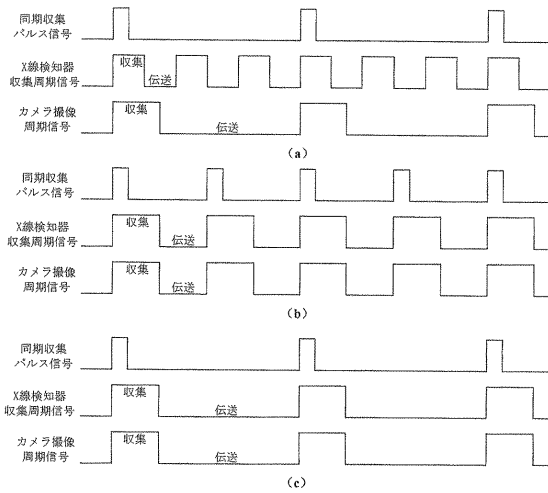 同期収集
パルス信号
X線検知器
収集周期信号
収集
伝送
カメラ撮像
周期信号
収集
伝送
(a)
同期収集
パルス信号
X線検知器
収集周期信号
収集
伝送
カメラ撮像
周期信号
収集
伝送
(b)
同期収集
パルス信号
X線検知器
収集周期信号
収集
伝送
カメラ撮像
周期信号
収集
伝送
(c)